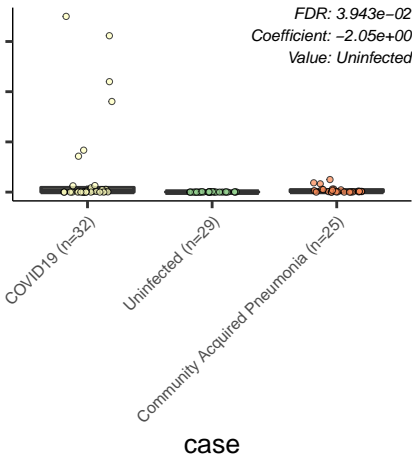 FDR: 3.943e−02
Coefficient: −2.05e+00
Value: Uninfected
COVID19 (n=32)
Uninfected (n=29)
Community Acquired Pneumonia (n=25)
case